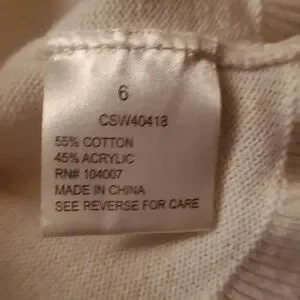 6
CSW40418
55% COTTON
45% ACRYLIC
RN# 104007
MADE IN CHINA
SEE REVERSE FOR CARE